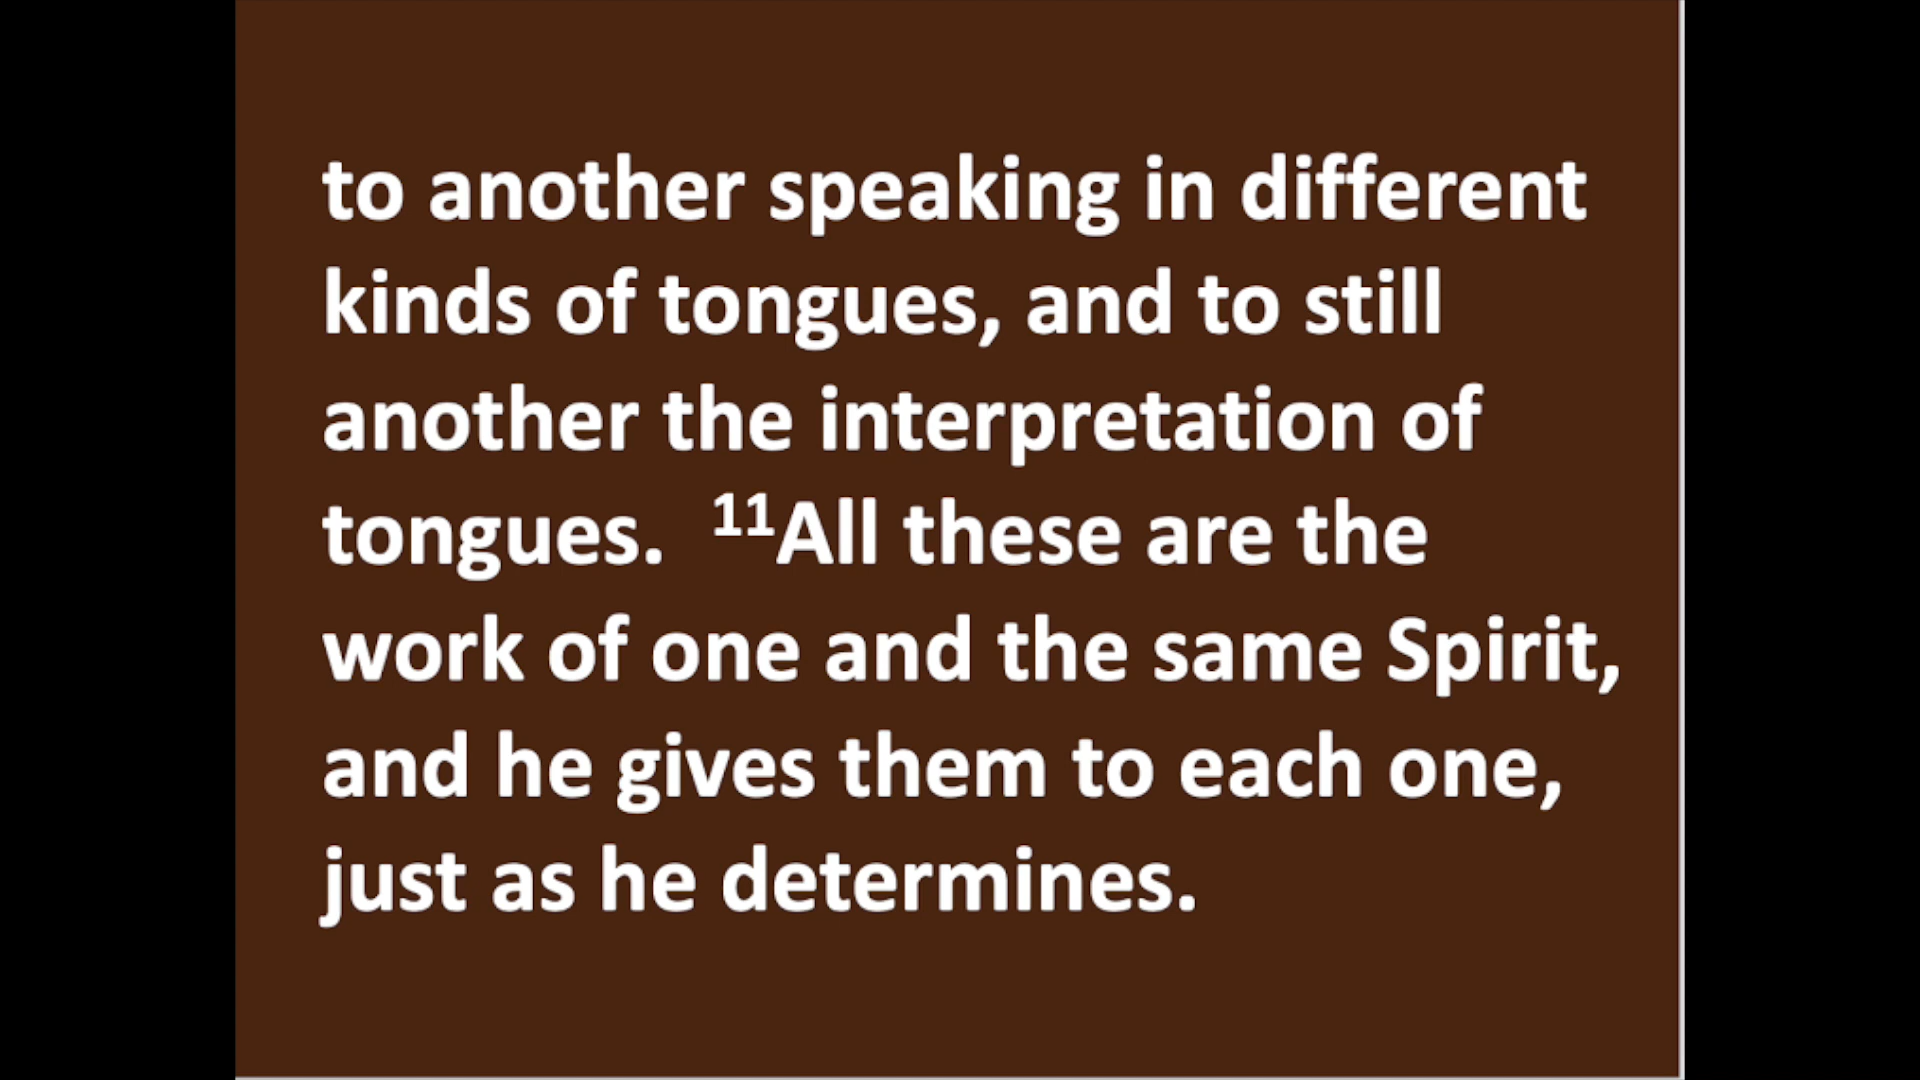 to another speaking in different
kinds of tongues, and to still
another the interpretation of
tongues.  ¹¹All these are the
work of one and the same Spirit,
and he gives them to each one,
just as he determines.